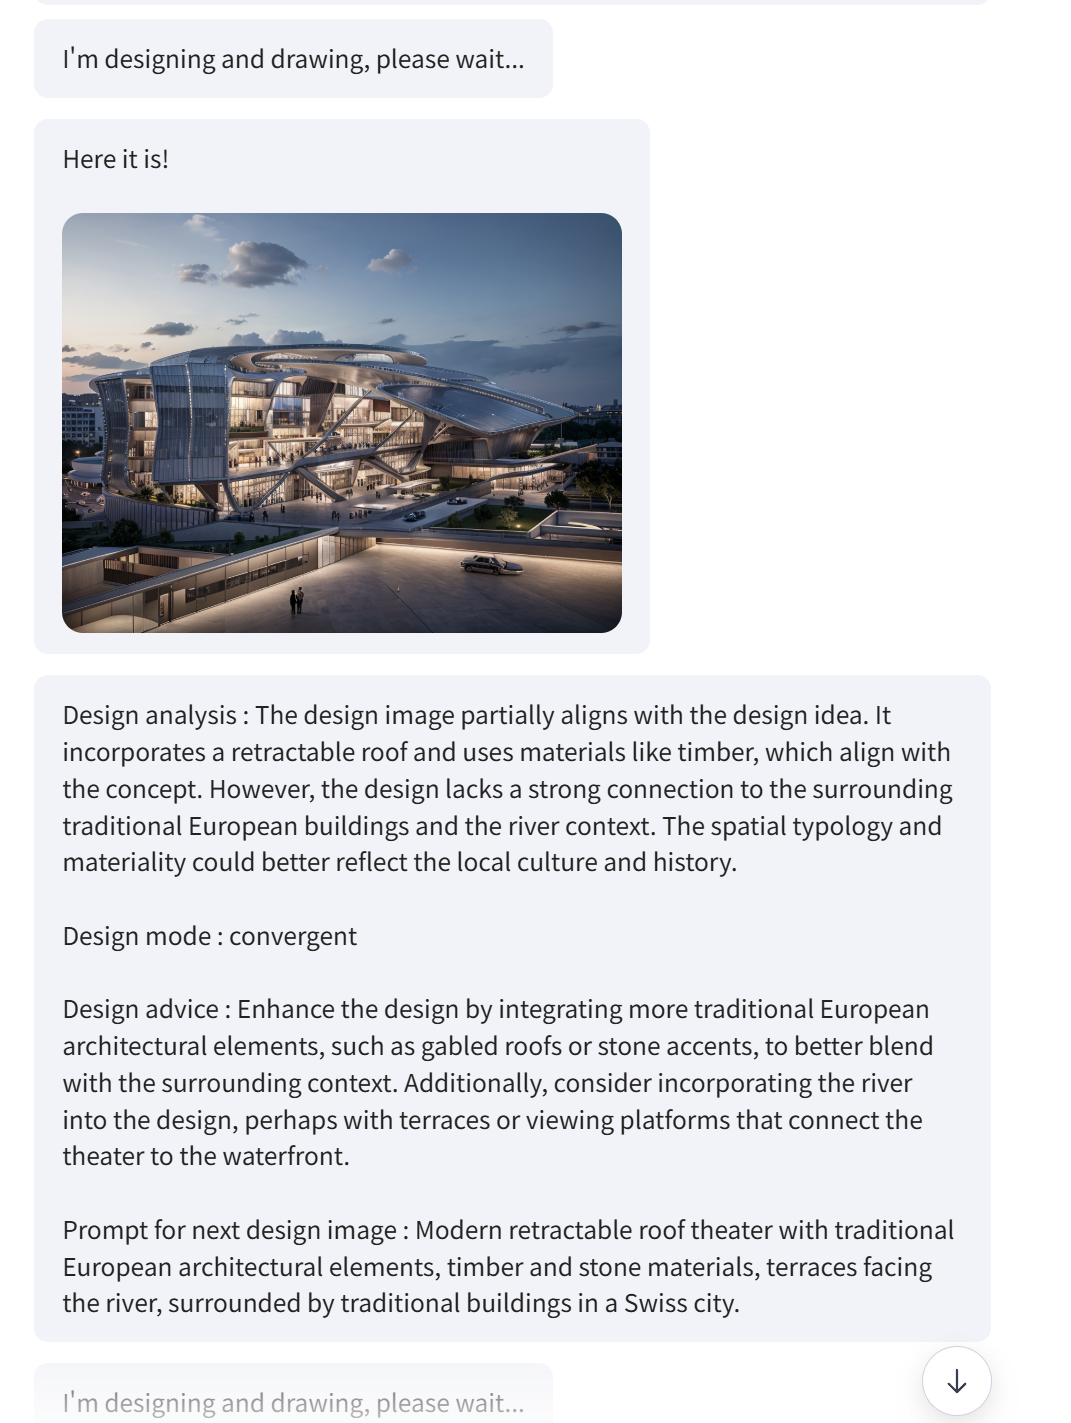 I'm designing and drawing, please wait...
Here it is!
Design analysis : The design image partially aligns with the design idea. It
incorporates a retractable roof and uses materials like timber, which align with
the concept. However, the design lacks a strong connection to the surrounding
traditional European buildings and the river context. The spatial typology and
materiality could better reflect the local culture and history.
Design mode : convergent
Design advice : Enhance the design by integrating more traditional European
architectural elements, such as gabled roofs or stone accents, to better blend
with the surrounding context. Additionally, consider incorporating the river
into the design, perhaps with terraces or viewing platforms that connect the
theater to the waterfront.
Prompt for next design image : Modern retractable roof theater with traditional
European architectural elements, timber and stone materials, terraces facing
the river, surrounded by traditional buildings in a Swiss city.
I'm designing and drawing, please wait...